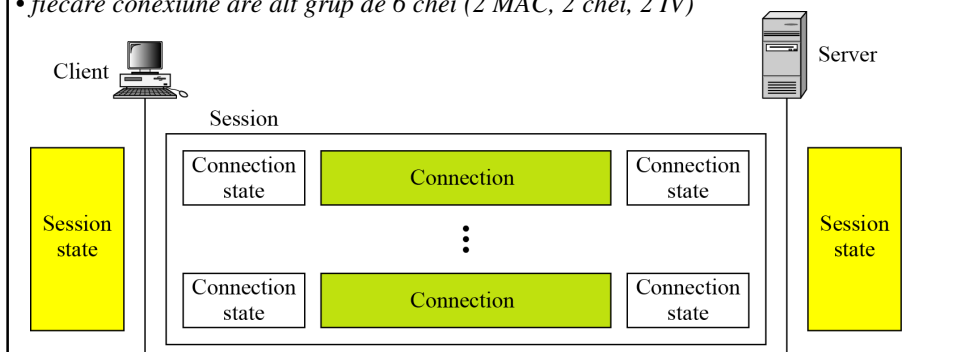 • fiecare conexiune are alt grup de 6 chei (2 MAC, 2 chei, 2 IV)
Client
Server
Session
Connection
state
Connection
Connection
state
Session
state
Session
state
Connection
state
Connection
Connection
state